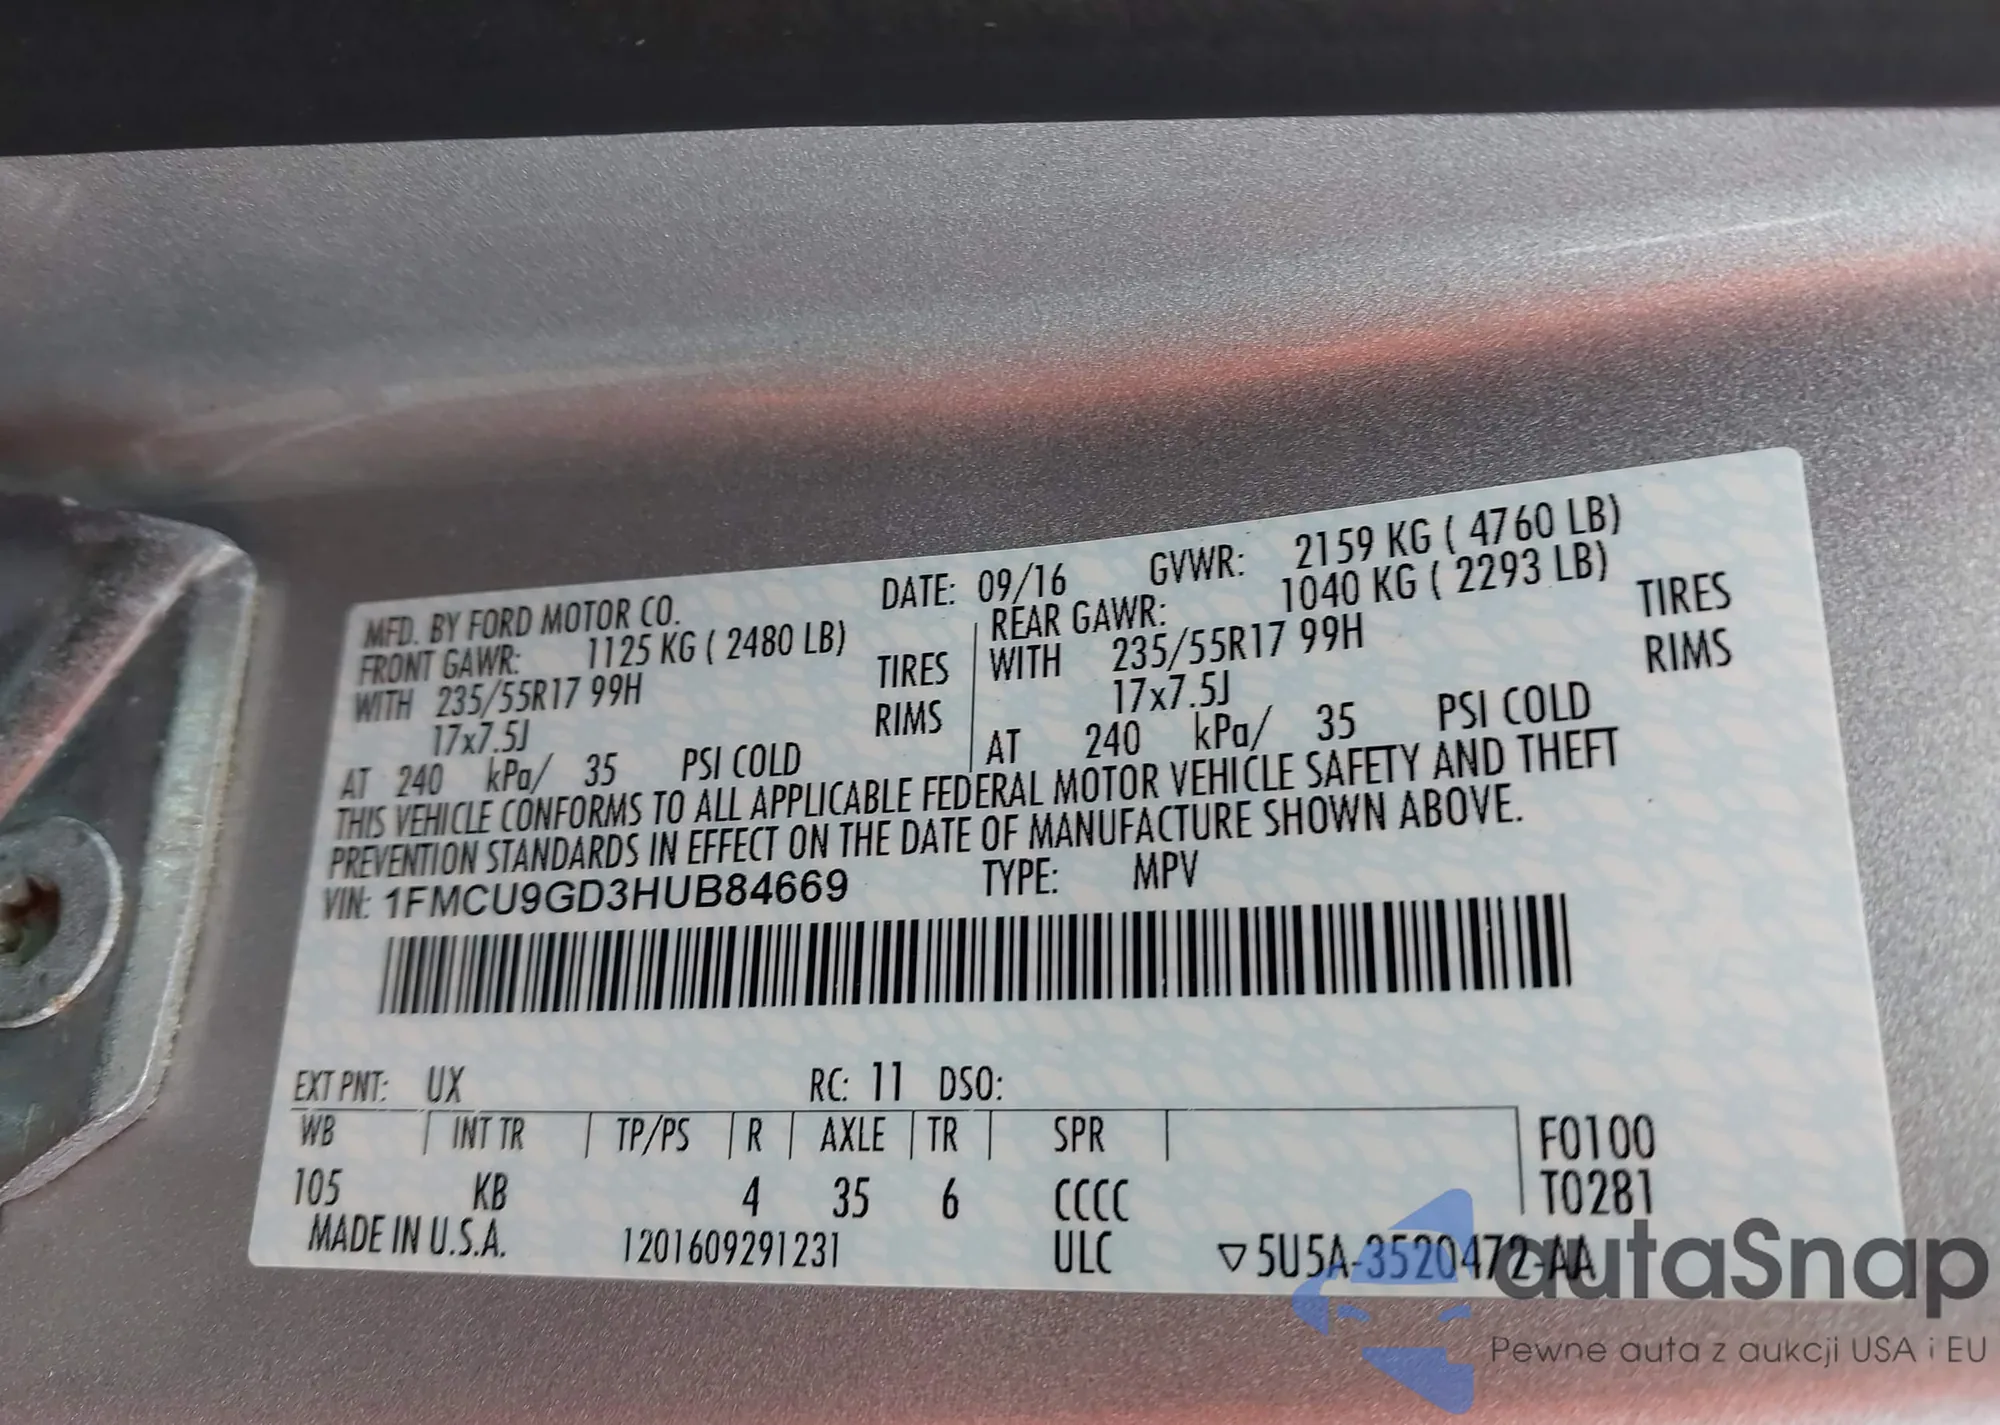 MFD. BY FORD MOTOR CO. DATE: 09/16 GVWR: 2159 KG ( 4760 LB)
FRONT GAWR: 1125 KG ( 2480 LB) REAR GAWR: 1040 KG ( 2293 LB)
WITH 235/55R17 99H TIRES WITH 235/55R17 99H TIRES
17x7.5J RIMS 17x7.5J RIMS
AT 240 kPa/ 35 PSI COLD AT 240 kPa/ 35 PSI COLD
THIS VEHICLE CONFORMS TO ALL APPLICABLE FEDERAL MOTOR VEHICLE SAFETY AND THEFT
PREVENTION STANDARDS IN EFFECT ON THE DATE OF MANUFACTURE SHOWN ABOVE.
VIN: 1FMCU9GD3HUB84669 TYPE: MPV
EXT PNT: UX RC: 11 DSO:
WB INT TR TP/PS R AXLE TR SPR F0100
105 KB 4 35 6 CCCC T0281
MADE IN U.S.A. 1201609291231 ULC ▽5U5A-3520472-AA
autaSnap
Pewne auta z aukcji USA i EU